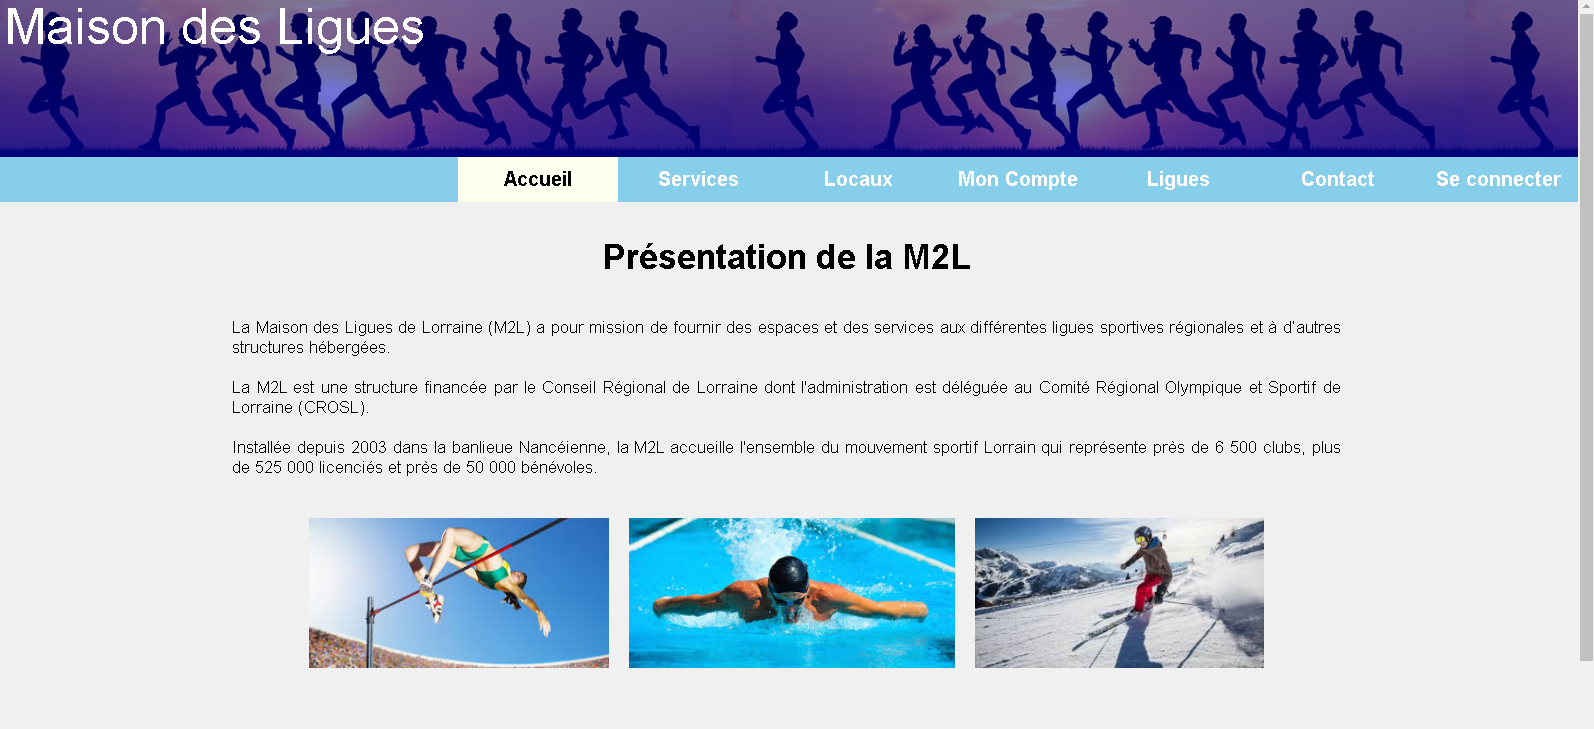 Maison des Ligues
Accueil Services Locaux Mon Compte Ligues Contact Se connecter
Présentation de la M2L
La Maison des Ligues de Lorraine (M2L) a pour mission de fournir des espaces et des services aux différentes ligues sportives régionales et à d'autres
structures hébergées.
La M2L est une structure financée par le Conseil Régional de Lorraine dont l'administration est déléguée au Comité Régional Olympique et Sportif de
Lorraine (CROSL).
Installée depuis 2003 dans la banlieue Nancéienne, la M2L accueille l'ensemble du mouvement sportif Lorrain qui représente près de 6 500 clubs, plus
de 525 000 licenciés et près de 50 000 bénévoles.